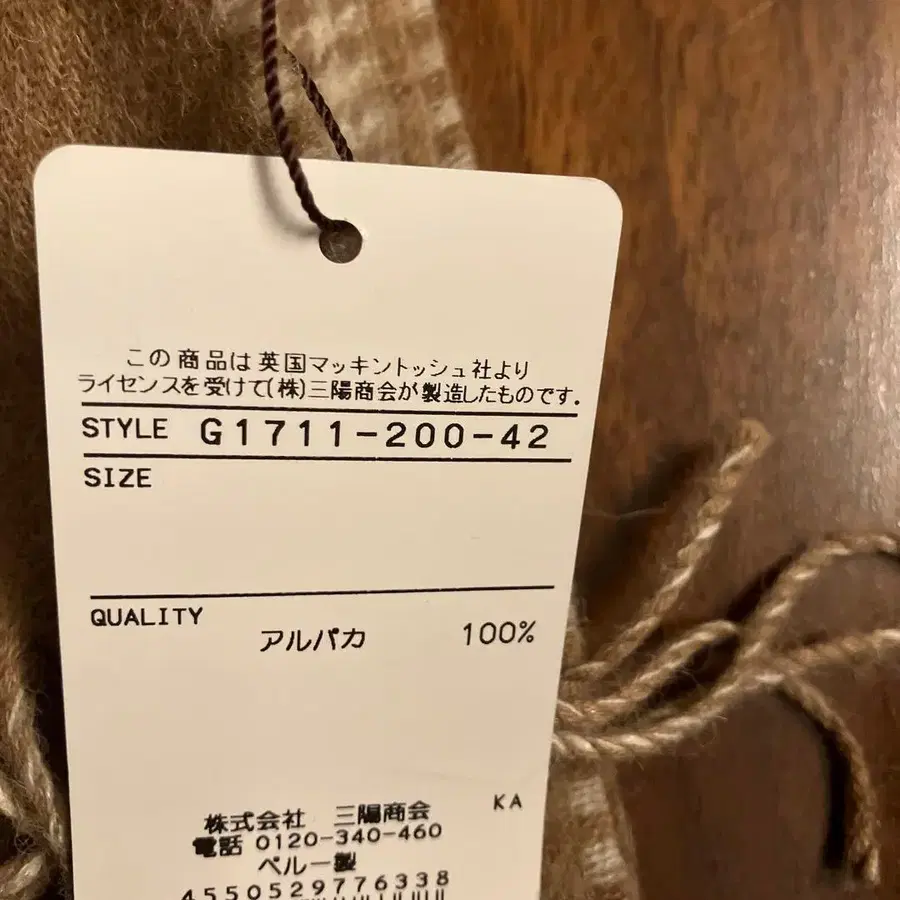 この商品は英国マッキントッシュ社より
ライセンスを受けて(株)三陽商会が製造したものです.
STYLE G1711-200-42
SIZE
QUALITY
アルパカ 100%
KA
株式会社 三陽商会
電話 0120-340-460
ペルー製
4550529776338